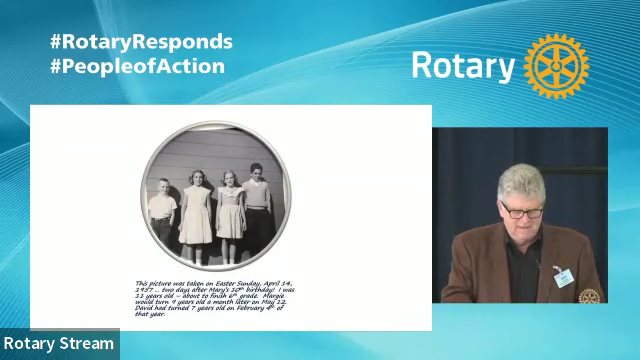 #RotaryResponds
#PeopleofAction
Rotary
This picture was taken on Easter Sunday, April 14,
1957 ... two days after Mary's 10th birthday! I was
11 years old – about to finish 6th grade. Margie
would turn 9 years a month later on May 12.
David had turned 7 years old on February 4th of
that year.
Rotary Stream